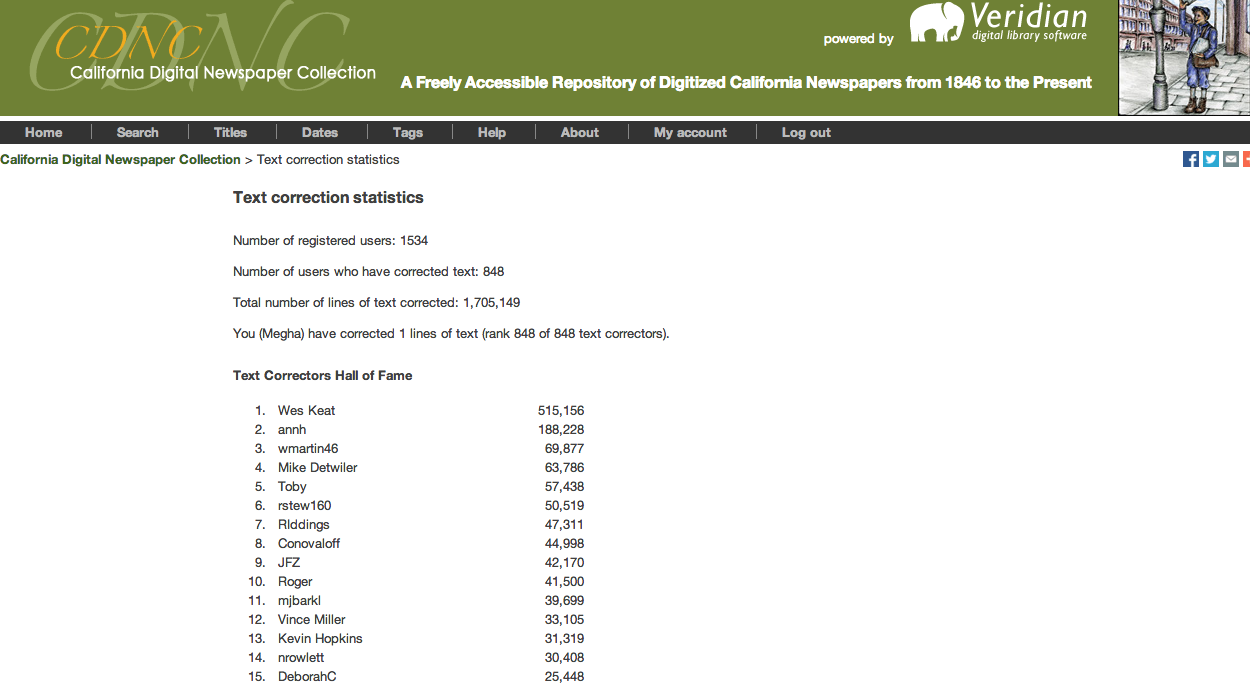 CDNC
California Digital Newspaper Collection
powered by
Veridian
digital library software
A Freely Accessible Repository of Digitized California Newspapers from 1846 to the Present
Home Search Titles Dates Tags Help About My account Log out
California Digital Newspaper Collection > Text correction statistics
Text correction statistics
Number of registered users: 1534
Number of users who have corrected text: 848
Total number of lines of text corrected: 1,705,149
You (Megha) have corrected 1 lines of text (rank 848 of 848 text correctors).
Text Correctors Hall of Fame
1. Wes Keat 515,156
2. annh 188,228
3. wmartin46 69,877
4. Mike Detwiler 63,786
5. Toby 57,438
6. rstew160 50,519
7. RIddings 47,311
8. Conovaloff 44,998
9. JFZ 42,170
10. Roger 41,500
11. mjbarkl 39,699
12. Vince Miller 33,105
13. Kevin Hopkins 31,319
14. nrowlett 30,408
15. DeborahC 25,448